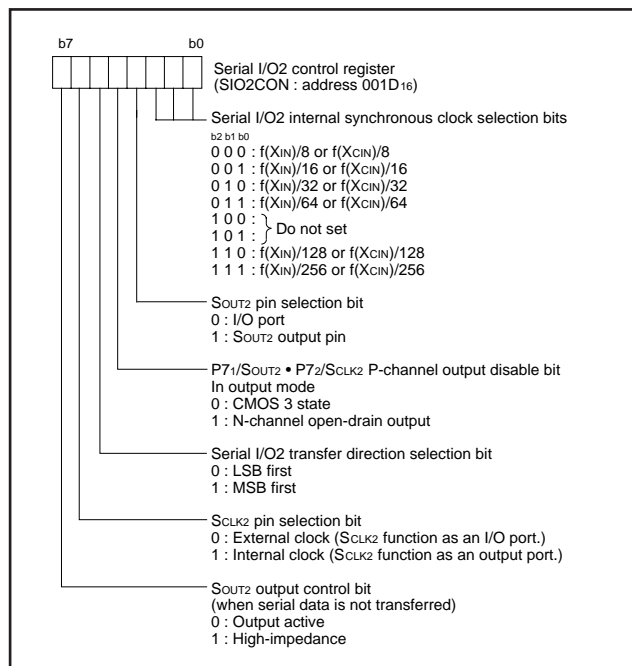 b7 b0
Serial I/O2 control register
(SIO2CON : address 001D16)
Serial I/O2 internal synchronous clock selection bits
b2 b1 b0
0 0 0 : f(XIN)/8 or f(XCIN)/8
0 0 1 : f(XIN)/16 or f(XCIN)/16
0 1 0 : f(XIN)/32 or f(XCIN)/32
0 1 1 : f(XIN)/64 or f(XCIN)/64
1 0 0 :
1 0 1 :
Do not set
1 1 0 : f(XIN)/128 or f(XCIN)/128
1 1 1 : f(XIN)/256 or f(XCIN)/256
SOUT2 pin selection bit
0 : I/O port
1 : SOUT2 output pin
P71/SOUT2 • P72/SCLK2 P-channel output disable bit
In output mode
0 : CMOS 3 state
1 : N-channel open-drain output
Serial I/O2 transfer direction selection bit
0 : LSB first
1 : MSB first
SCLK2 pin selection bit
0 : External clock (SCLK2 function as an I/O port.)
1 : Internal clock (SCLK2 function as an output port.)
SOUT2 output control bit
(when serial data is not transferred)
0 : Output active
1 : High-impedance